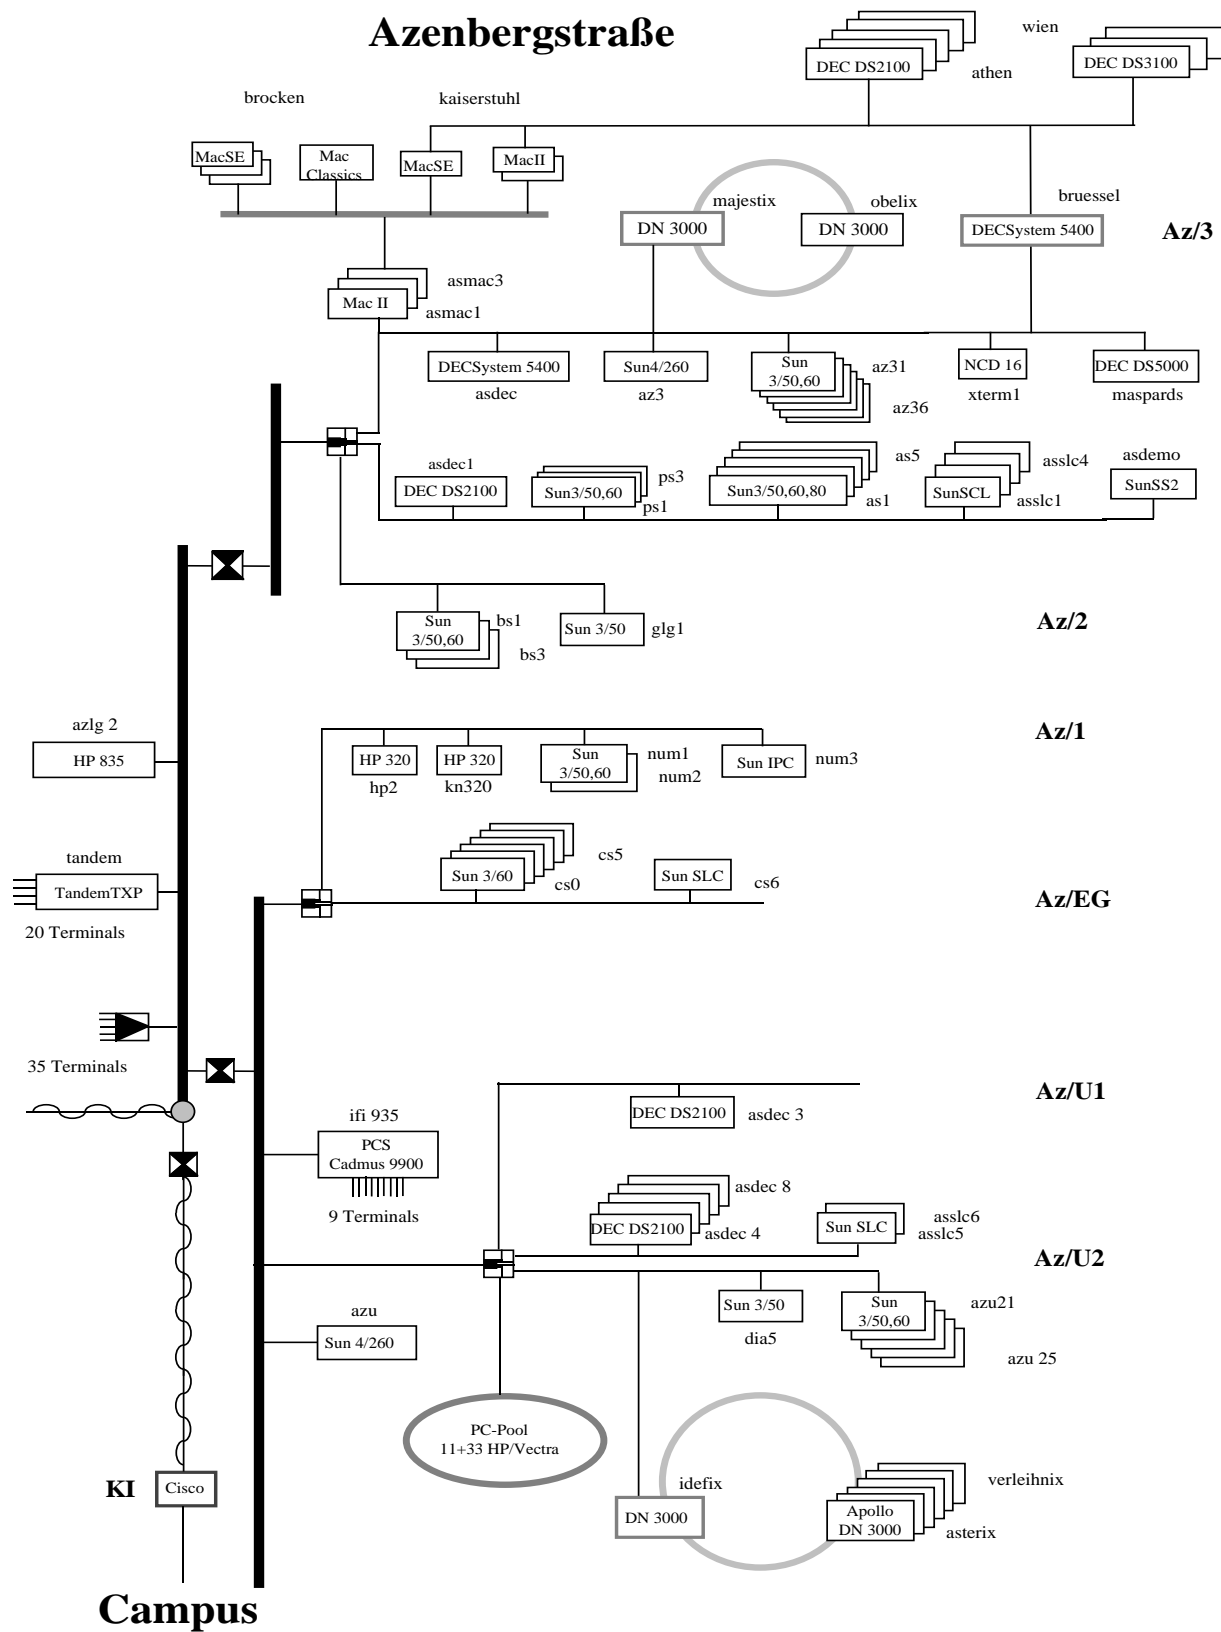 Azenbergstraße
wien
DEC DS2100
athen
DEC DS3100
brocken
kaiserstuhl
MacSE
Mac
Classics
MacSE
MacII
majestix
obelix
bruessel
DN 3000
DN 3000
DECSystem 5400
Az/3
asmac3
Mac II
asmac1
DECSystem 5400
asdec
Sun4/260
az3
Sun
3/50,60
az31
az36
NCD 16
xterm1
DEC DS5000
maspards
asdec1
DEC DS2100
ps3
Sun3/50,60
ps1
as5
Sun3/50,60,80
as1
asslc4
SunSCL
asslc1
asdemo
SunSS2
Sun
3/50,60
bs1
bs3
Sun 3/50
glg1
Az/2
azlg 2
HP 835
HP 320
hp2
HP 320
kn320
Sun
3/50,60
num1
num2
Sun IPC
num3
Az/1
tandem
TandemTXP
20 Terminals
cs5
Sun 3/60
cs0
Sun SLC
cs6
Az/EG
35 Terminals
DEC DS2100
asdec 3
Az/U1
ifi 935
PCS
Cadmus 9900
9 Terminals
asdec 8
DEC DS2100
asdec 4
asslc6
Sun SLC
asslc5
Az/U2
azu
Sun 4/260
Sun 3/50
dia5
Sun
3/50,60
azu21
azu 25
PC-Pool
11+33 HP/Vectra
KI
Cisco
idefix
DN 3000
verleihnix
Apollo
DN 3000
asterix
Campus